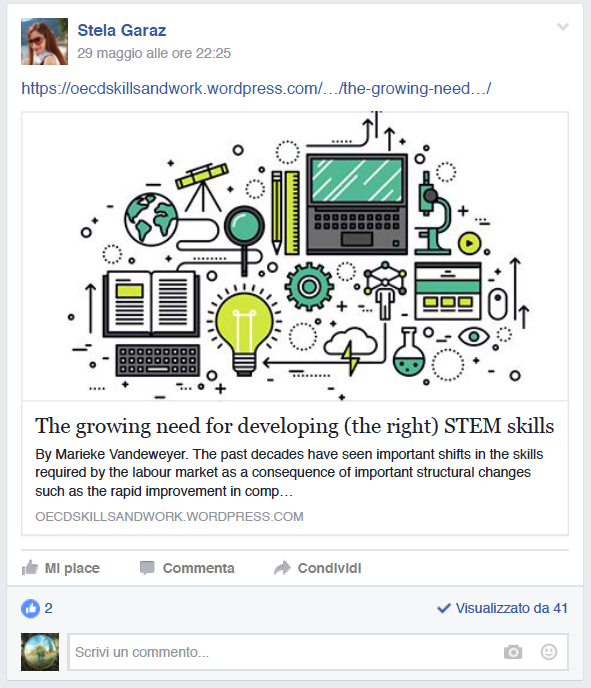 Stela Garaz
29 maggio alle ore 22:25
https://oecdskillsandwork.wordpress.com/…/the-growing-need…/
The growing need for developing (the right) STEM skills
By Marieke Vandeweyer. The past decades have seen important shifts in the skills
required by the labour market as a consequence of important structural changes
such as the rapid improvement in comp…
OECDSKILLSANDWORK.WORDPRESS.COM
Mi piace Commenta Condividi
2 Visualizzato da 41
Scrivi un commento...